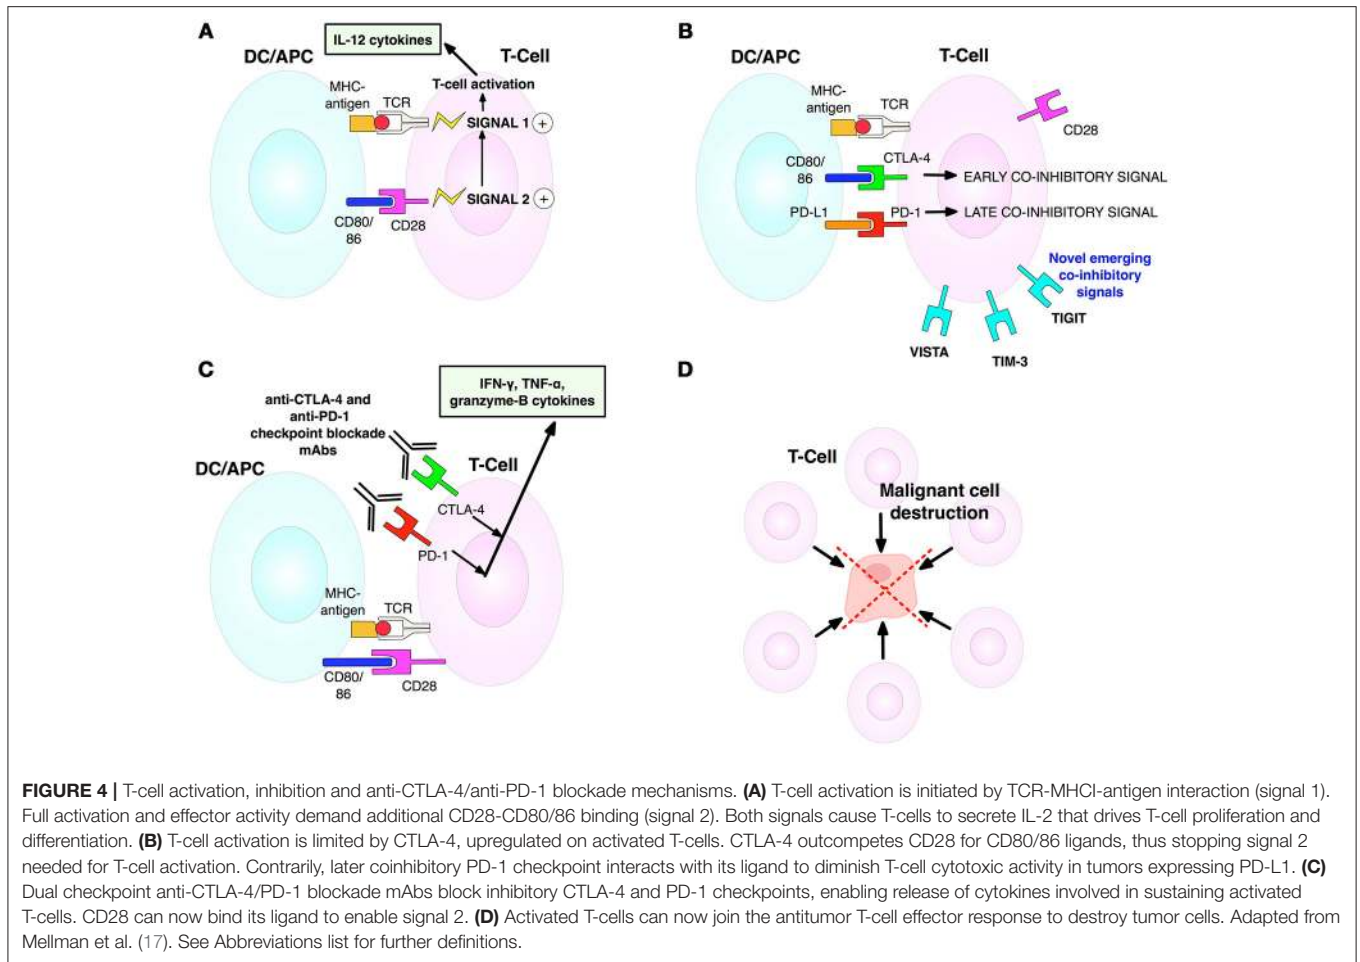 A
IL-12 cytokines
DC/APC
T-Cell
T-cell activation
MHC-
antigen
TCR
SIGNAL 1 +
SIGNAL 2 +
CD80/
86
CD28
B
DC/APC
T-Cell
MHC-
antigen
TCR
CD28
CD80/
86
CTLA-4
EARLY CO-INHIBITORY SIGNAL
PD-L1
PD-1
LATE CO-INHIBITORY SIGNAL
Novel emerging
co-inhibitory
signals
TIGIT
VISTA
TIM-3
C
IFN-γ, TNF-α,
granzyme-B cytokines
anti-CTLA-4 and
anti-PD-1
checkpoint blockade
mAbs
DC/APC
T-Cell
CTLA-4
PD-1
MHC-
antigen
TCR
CD80/
86
CD28
D
T-Cell
Malignant cell
destruction
FIGURE 4 | T-cell activation, inhibition and anti-CTLA-4/anti-PD-1 blockade mechanisms. (A) T-cell activation is initiated by TCR-MHCI-antigen interaction (signal 1).
Full activation and effector activity demand additional CD28-CD80/86 binding (signal 2). Both signals cause T-cells to secrete IL-2 that drives T-cell proliferation and
differentiation. (B) T-cell activation is limited by CTLA-4, upregulated on activated T-cells. CTLA-4 outcompetes CD28 for CD80/86 ligands, thus stopping signal 2
needed for T-cell activation. Contrarily, later coinhibitory PD-1 checkpoint interacts with its ligand to diminish T-cell cytotoxic activity in tumors expressing PD-L1. (C)
Dual checkpoint anti-CTLA-4/PD-1 blockade mAbs block inhibitory CTLA-4 and PD-1 checkpoints, enabling release of cytokines involved in sustaining activated
T-cells. CD28 can now bind its ligand to enable signal 2. (D) Activated T-cells can now join the antitumor T-cell effector response to destroy tumor cells. Adapted from
Mellman et al. (17). See Abbreviations list for further definitions.